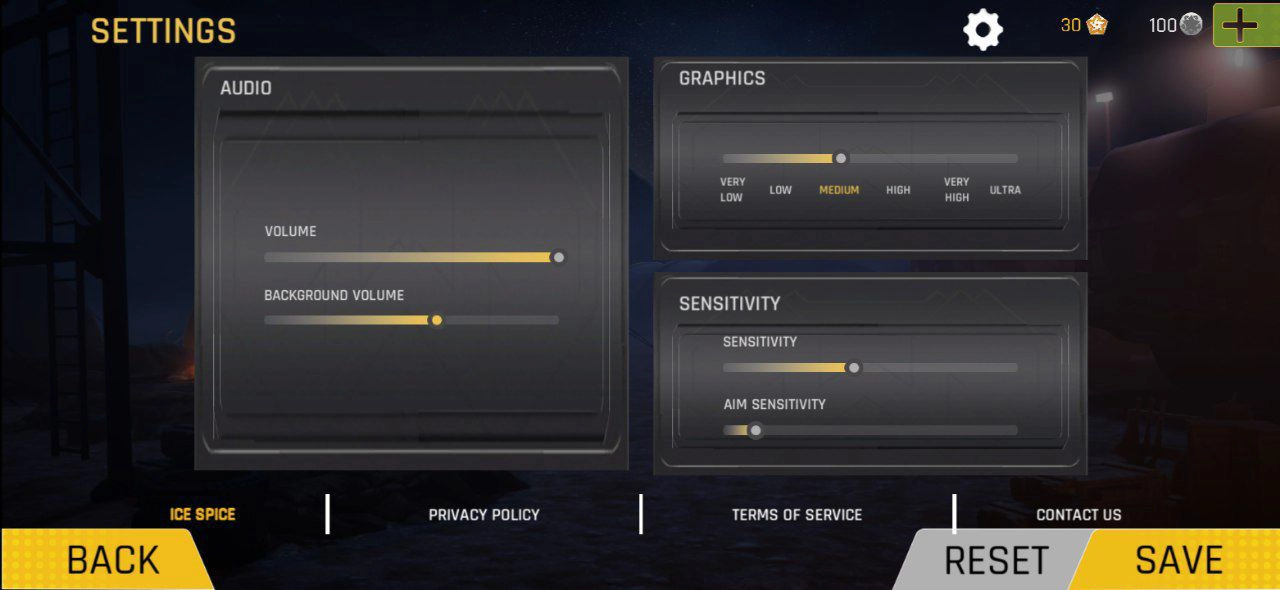 SETTINGS
30
100
AUDIO
VOLUME
BACKGROUND VOLUME
GRAPHICS
VERY LOW
LOW
MEDIUM
HIGH
VERY HIGH
ULTRA
SENSITIVITY
SENSITIVITY
AIM SENSITIVITY
ICE SPICE
PRIVACY POLICY
TERMS OF SERVICE
CONTACT US
BACK
RESET
SAVE